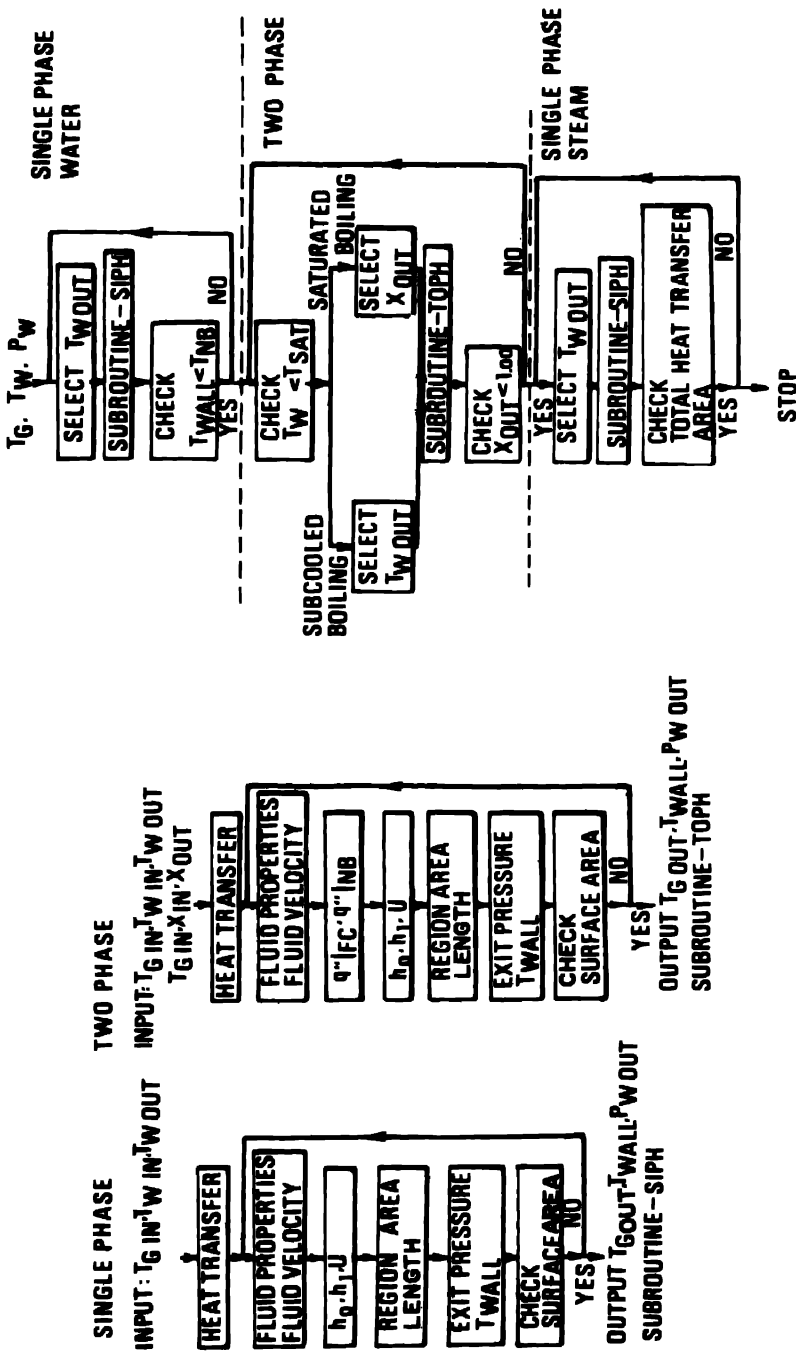 SINGLE PHASE
INPUT: TG IN, TW IN, TW OUT
HEAT TRANSFER
FLUID PROPERTIES
FLUID VELOCITY
h0, h1, U
REGION AREA
LENGTH
EXIT PRESSURE
TWALL
CHECK
SURFACE AREA
NO
YES
OUTPUT TGOUT, TWALL, PW OUT
SUBROUTINE-SIPH
TWO PHASE
INPUT: TG IN, TW IN, TW OUT
TG IN, XIN, XOUT
HEAT TRANSFER
FLUID PROPERTIES
FLUID VELOCITY
q"|FC, q"|NB
h0, h1, U
REGION AREA
LENGTH
EXIT PRESSURE
TWALL
CHECK
SURFACE AREA
NO
YES
OUTPUT TG OUT, TWALL, PW OUT
SUBROUTINE-TOPH
TG, TW, PW
SINGLE PHASE
WATER
SELECT TW OUT
SUBROUTINE-SIPH
CHECK
TWALL<TNB
NO
YES
TWO PHASE
CHECK
TW <TSAT
SUBCOOLED
BOILING
SATURATED
BOILING
SELECT
TW OUT
SELECT
XOUT
SUBROUTINE-TOPH
CHECK
XOUT<1.00
NO
YES
SINGLE PHASE
STEAM
SELECT TW OUT
SUBROUTINE-SIPH
CHECK
TOTAL HEAT TRANSFER
AREA
NO
YES
STOP